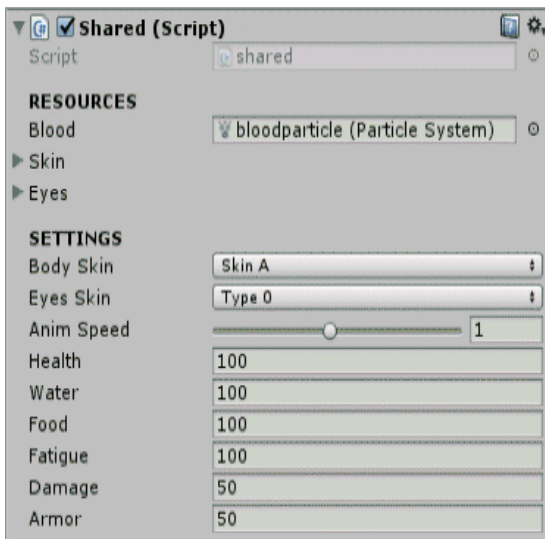 Shared (Script)
Script shared
RESOURCES
Blood bloodparticle (Particle System)
Skin
Eyes
SETTINGS
Body Skin Skin A
Eyes Skin Type 0
Anim Speed 1
Health 100
Water 100
Food 100
Fatigue 100
Damage 50
Armor 50